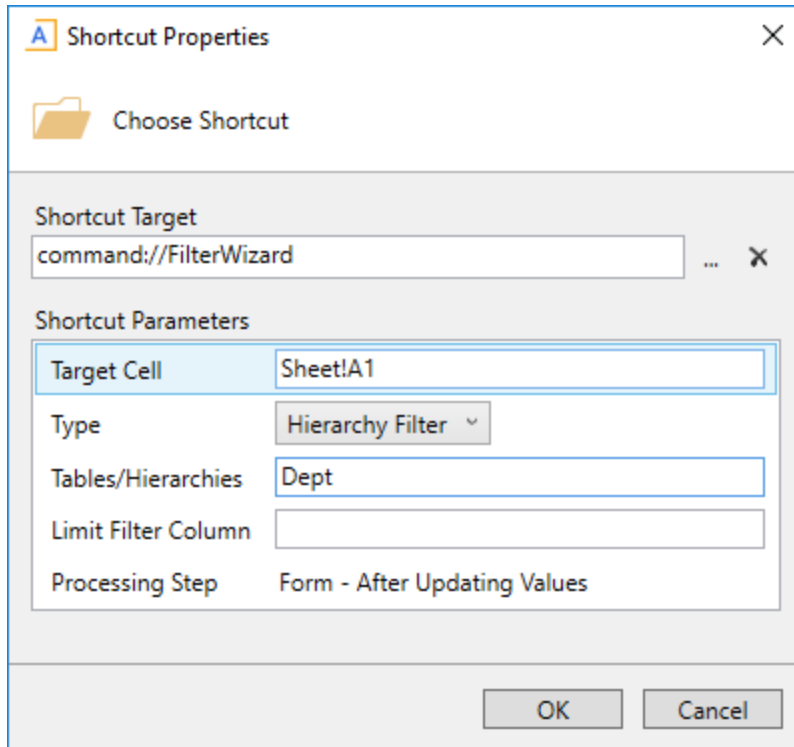 A Shortcut Properties
Choose Shortcut
Shortcut Target
command://FilterWizard ...
Shortcut Parameters
Target Cell Sheet!A1
Type Hierarchy Filter
Tables/Hierarchies Dept
Limit Filter Column
Processing Step Form - After Updating Values
OK Cancel